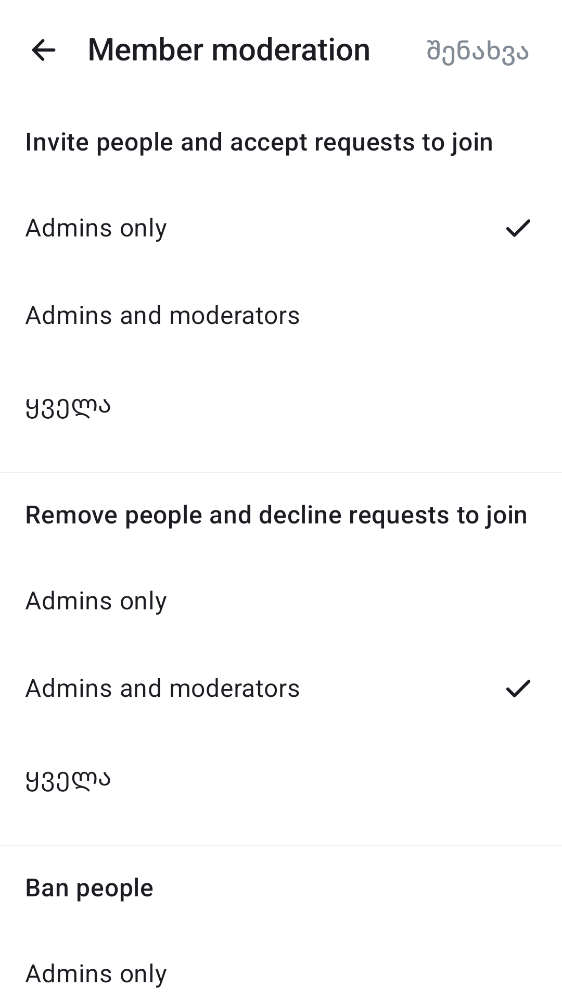 Member moderation
შენახვა
Invite people and accept requests to join
Admins only
Admins and moderators
ყველა
Remove people and decline requests to join
Admins only
Admins and moderators
ყველა
Ban people
Admins only